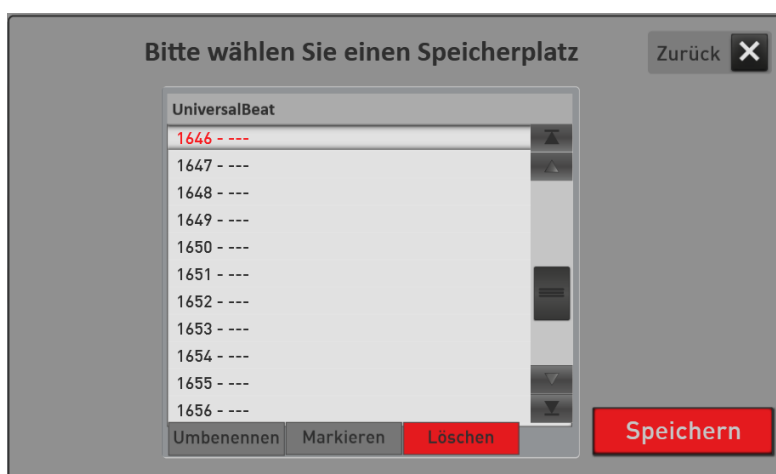 Bitte wählen Sie einen Speicherplatz
Zurück
UniversalBeat
1646 - ---
1647 - ---
1648 - ---
1649 - ---
1650 - ---
1651 - ---
1652 - ---
1653 - ---
1654 - ---
1655 - ---
1656 - ---
Umbenennen Markieren Löschen
Speichern